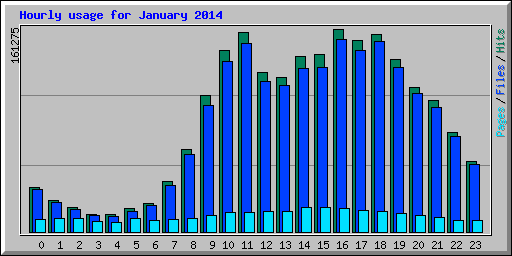 Hourly usage for January 2014
161275
Pages/Files/Hits
0 1 2 3 4 5 6 7 8 9 10 11 12 13 14 15 16 17 18 19 20 21 22 23